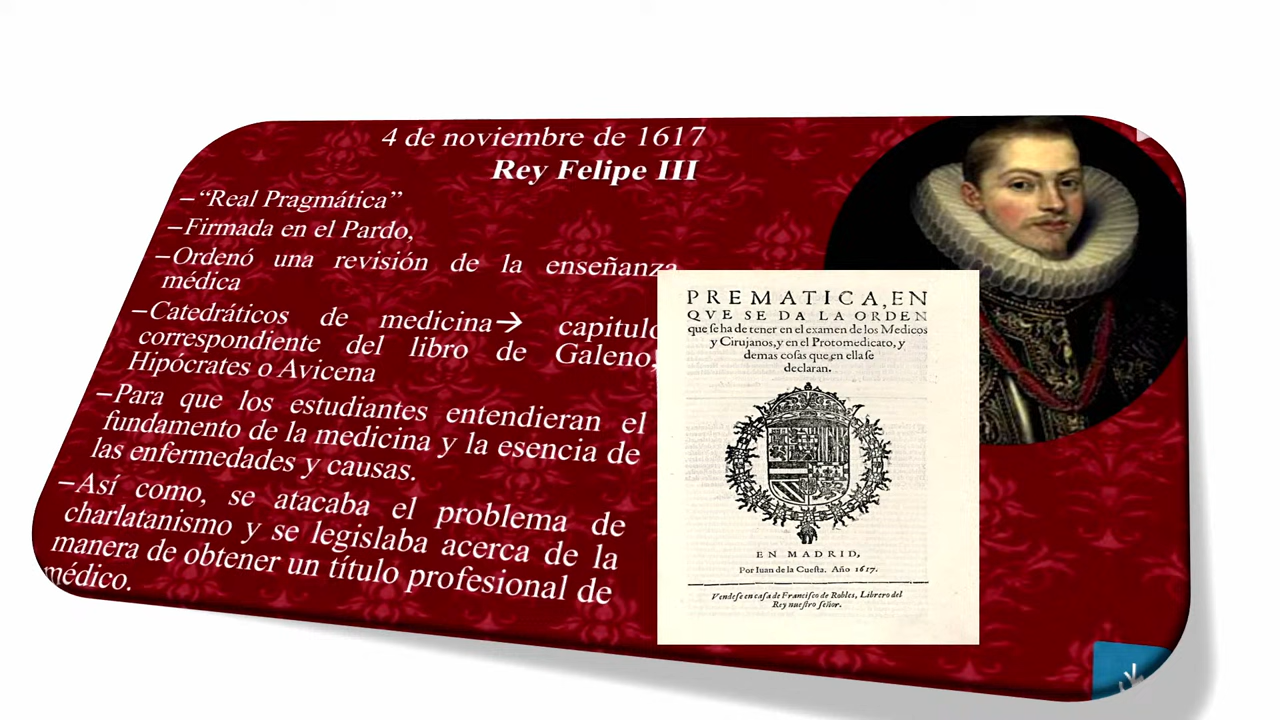 4 de noviembre de 1617
Rey Felipe III
–“Real Pragmática”
–Firmada en el Pardo,
–Ordenó una revisión de la enseñanza
médica
–Catedráticos de medicina→ capitulo
correspondiente del libro de Galeno,
Hipócrates o Avicena
–Para que los estudiantes entendieran el
fundamento de la medicina y la esencia de
las enfermedades y causas.
–Así como, se atacaba el problema de
charlatanismo y se legislaba acerca de la
manera de obtener un título profesional de
médico.
PREMATICA, EN
QVE SE DA LA ORDEN
que ſe ha de tener en el examen de los Medicos
y Cirujanos, y en el Protomedicato, y
demas coſas que en ella ſe
declaran.
EN MADRID,
Por Iuan de la Cueſta. Año 1617.
Vendeſe en caſa de Franciſco de Robles, Librero del
Rey nueſtro ſeñor.